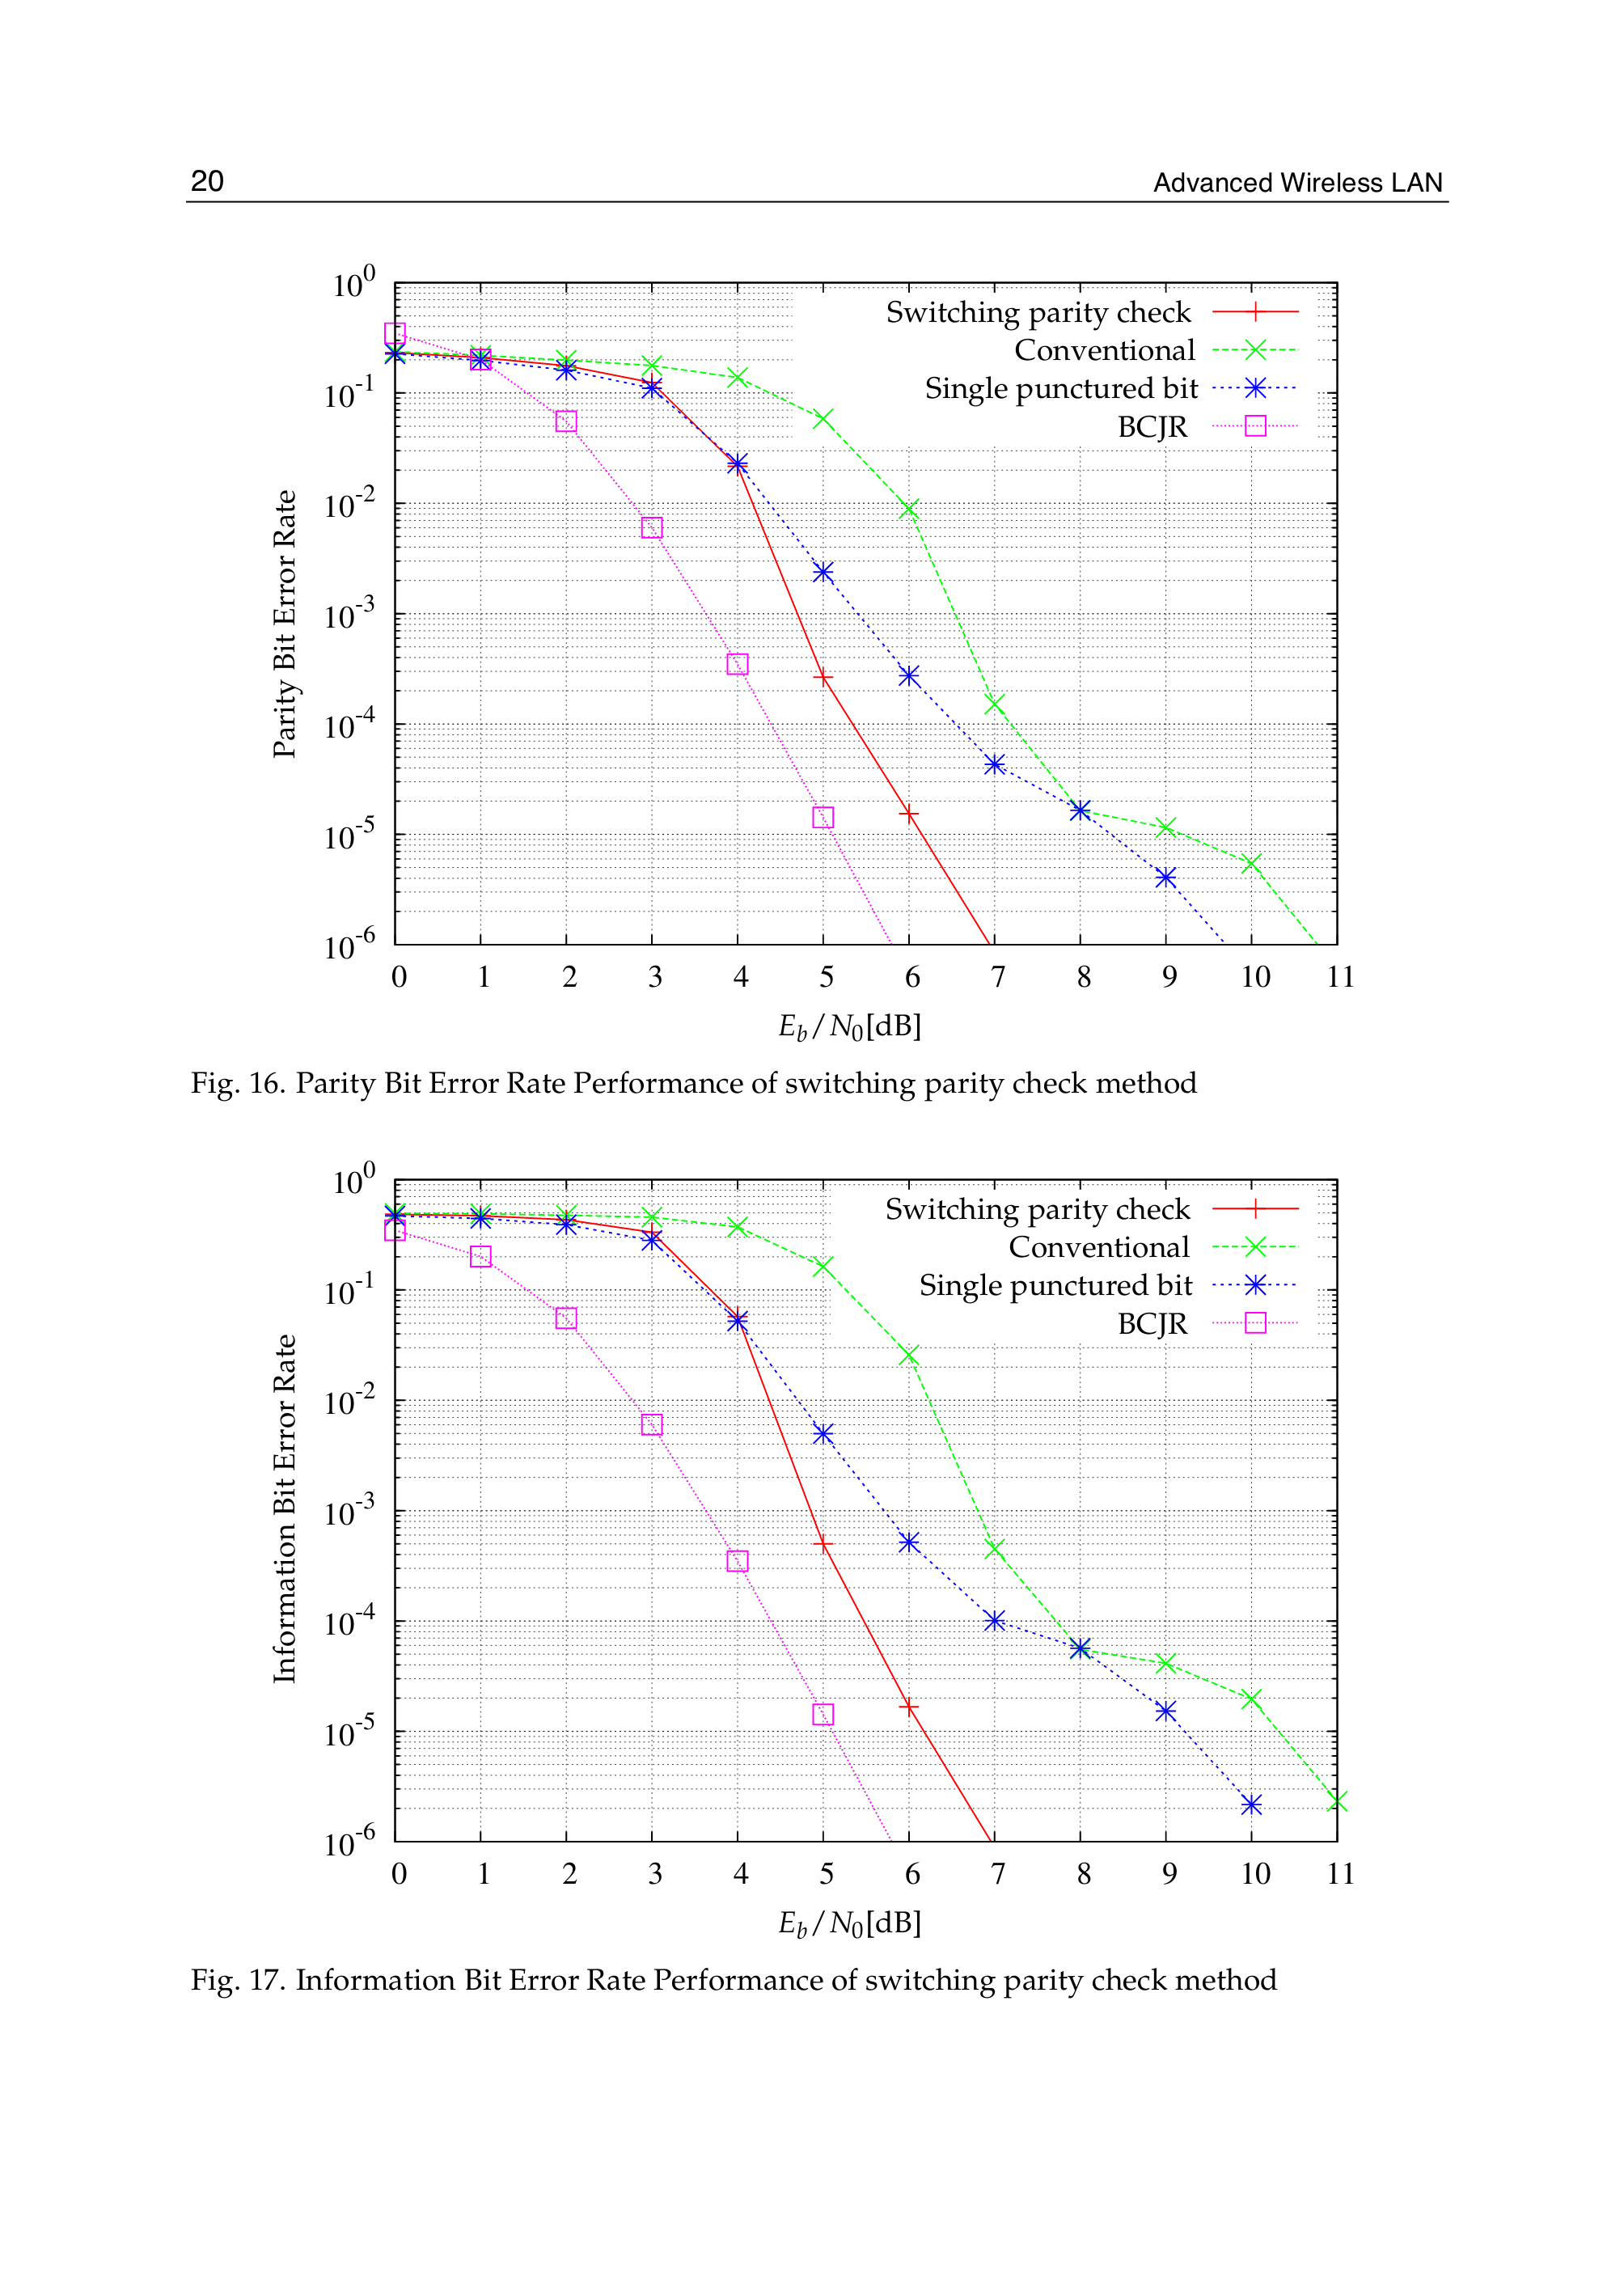 20
Advanced Wireless LAN
10^0
10^-1
10^-2
10^-3
10^-4
10^-5
10^-6
Parity Bit Error Rate
Switching parity check
Conventional
Single punctured bit
BCJR
0 1 2 3 4 5 6 7 8 9 10 11
E_b/N_0[dB]
Fig. 16. Parity Bit Error Rate Performance of switching parity check method
10^0
10^-1
10^-2
10^-3
10^-4
10^-5
10^-6
Information Bit Error Rate
Switching parity check
Conventional
Single punctured bit
BCJR
0 1 2 3 4 5 6 7 8 9 10 11
E_b/N_0[dB]
Fig. 17. Information Bit Error Rate Performance of switching parity check method